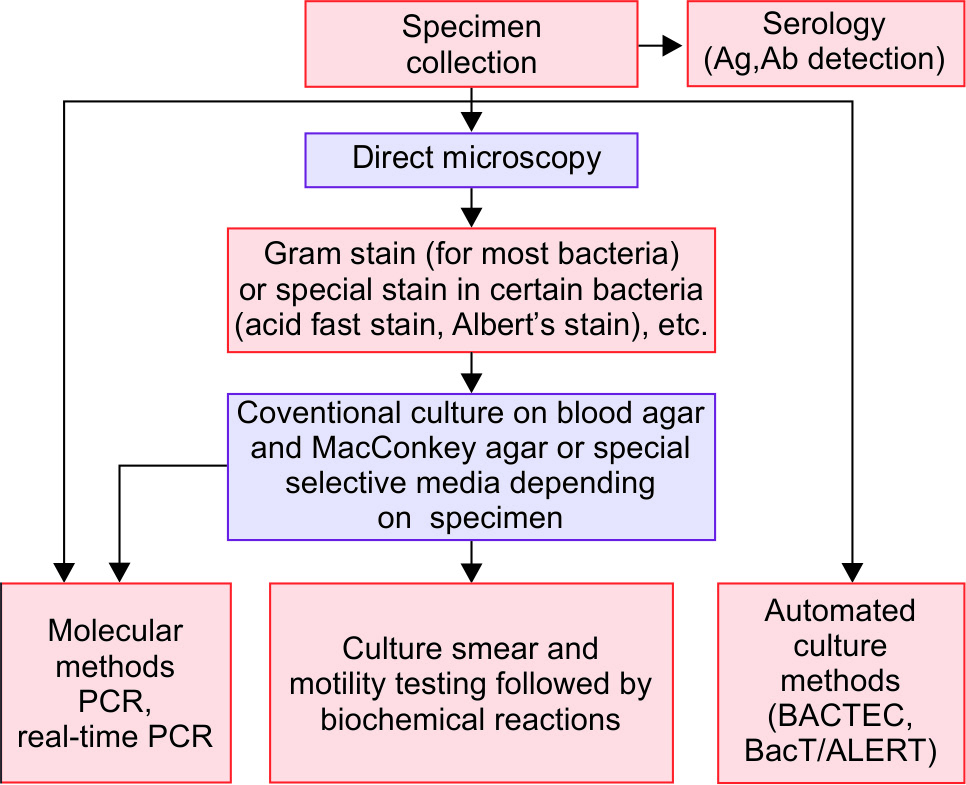 Specimen
collection
Serology
(Ag,Ab detection)
Direct microscopy
Gram stain (for most bacteria)
or special stain in certain bacteria
(acid fast stain, Albert’s stain), etc.
Coventional culture on blood agar
and MacConkey agar or special
selective media depending
on specimen
Molecular
methods
PCR,
real-time PCR
Culture smear and
motility testing followed by
biochemical reactions
Automated
culture
methods
(BACTEC,
BacT/ALERT)